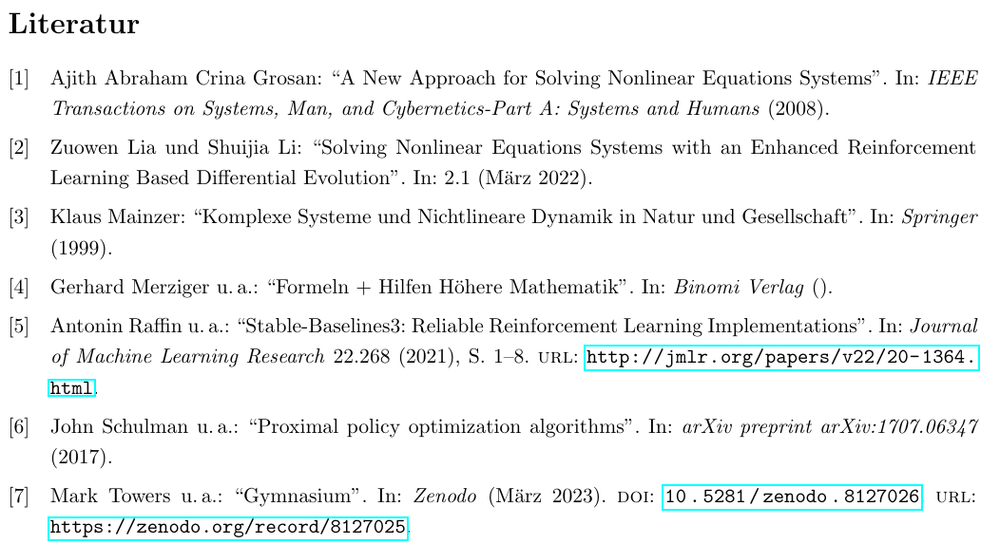 Literatur
[1] Ajith Abraham Crina Grosan: “A New Approach for Solving Nonlinear Equations Systems”. In: IEEE
Transactions on Systems, Man, and Cybernetics-Part A: Systems and Humans (2008).
[2] Zuowen Lia und Shuijia Li: “Solving Nonlinear Equations Systems with an Enhanced Reinforcement
Learning Based Differential Evolution”. In: 2.1 (März 2022).
[3] Klaus Mainzer: “Komplexe Systeme und Nichtlineare Dynamik in Natur und Gesellschaft”. In: Springer
(1999).
[4] Gerhard Merziger u. a.: “Formeln + Hilfen Höhere Mathematik”. In: Binomi Verlag ().
[5] Antonin Raffin u. a.: “Stable-Baselines3: Reliable Reinforcement Learning Implementations”. In: Journal
of Machine Learning Research 22.268 (2021), S. 1–8. URL: http://jmlr.org/papers/v22/20-1364.
html.
[6] John Schulman u. a.: “Proximal policy optimization algorithms”. In: arXiv preprint arXiv:1707.06347
(2017).
[7] Mark Towers u. a.: “Gymnasium”. In: Zenodo (März 2023). DOI: 10.5281/zenodo.8127026 URL:
https://zenodo.org/record/8127025.